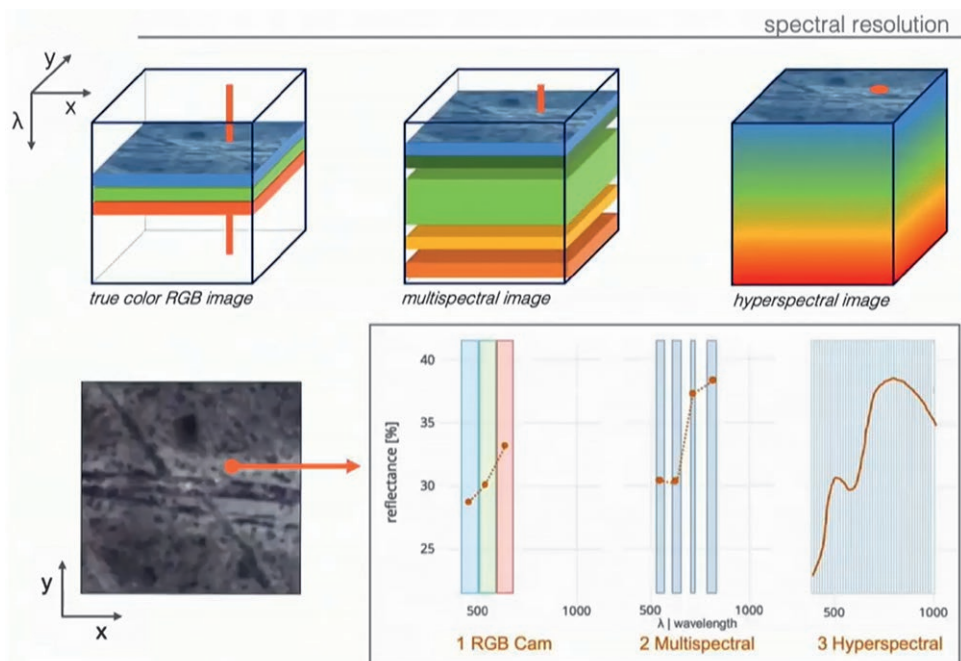 spectral resolution
y
x
λ
true color RGB image
multispectral image
hyperspectral image
y
x
reflectance [%]
40
35
30
25
500
1000
500
1000
500
1000
λ | wavelength
1 RGB Cam
2 Multispectral
3 Hyperspectral